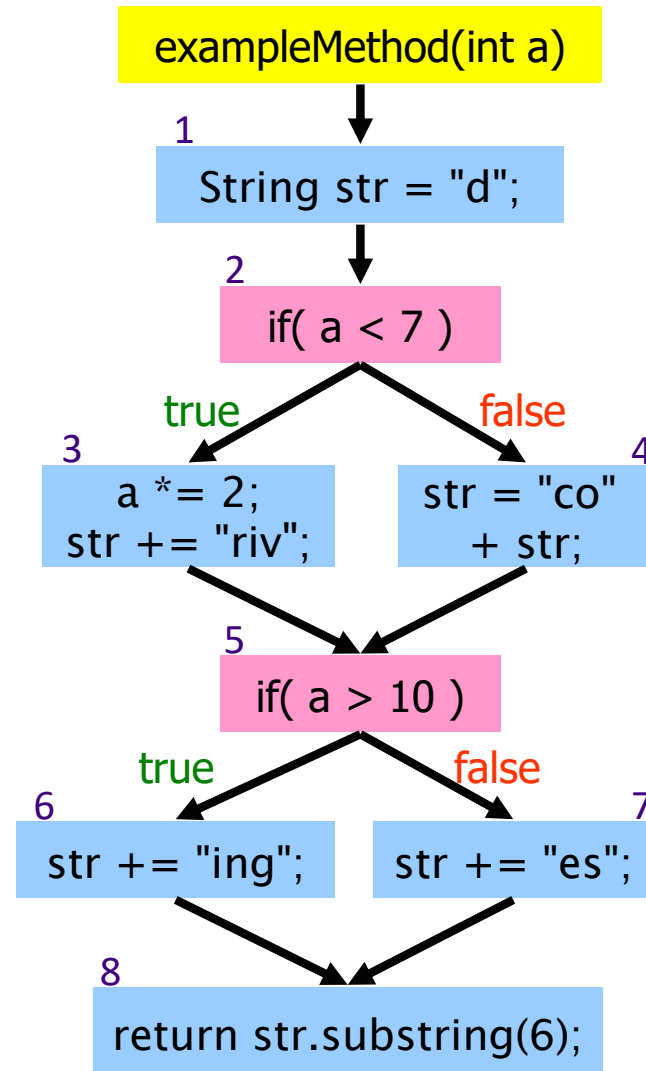 exampleMethod(int a)
1
String str = "d";
2
if( a < 7 )
true
false
3
a *= 2;
str += "riv";
4
str = "co"
+ str;
5
if( a > 10 )
true
false
6
str += "ing";
7
str += "es";
8
return str.substring(6);